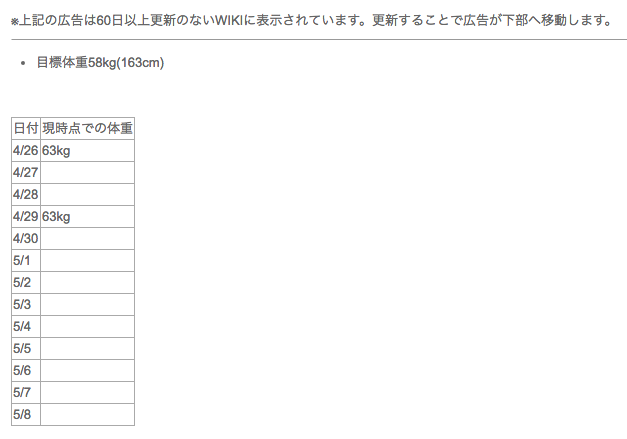 ※上記の広告は60日以上更新のないWIKIに表示されています。更新することで広告が下部へ移動します。
• 目標体重58kg(163cm)
日付 現時点での体重
4/26 63kg
4/27
4/28
4/29 63kg
4/30
5/1
5/2
5/3
5/4
5/5
5/6
5/7
5/8